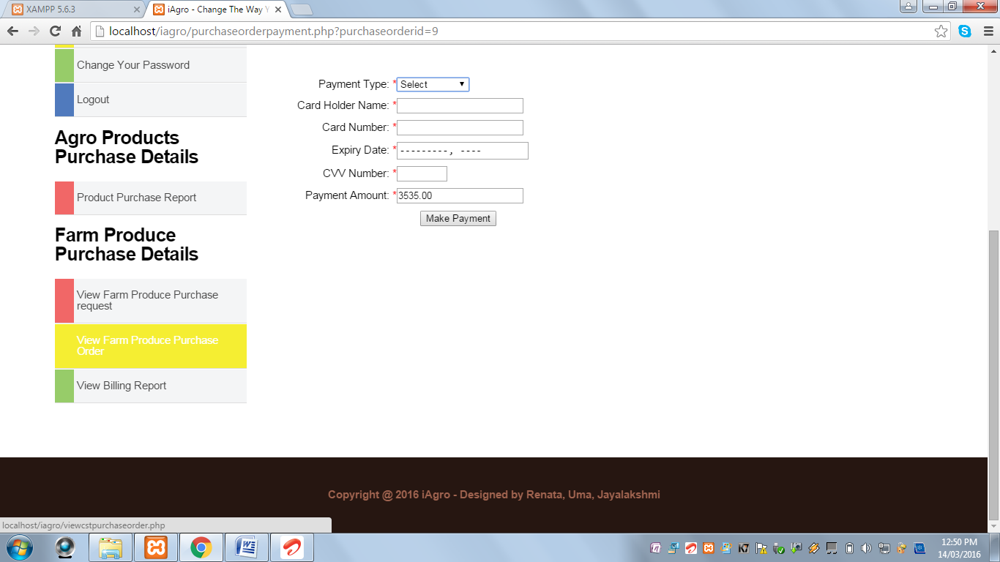 XAMPP 5.6.3
iAgro - Change The Way Y
localhost/iagro/purchaseorderpayment.php?purchaseorderid=9
Change Your Password
Logout
Agro Products
Purchase Details
Product Purchase Report
Farm Produce
Purchase Details
View Farm Produce Purchase
request
View Farm Produce Purchase
Order
View Billing Report
Payment Type: *Select
Card Holder Name: *
Card Number: *
Expiry Date: *---------, ----
CVV Number: *
Payment Amount: *3535.00
Make Payment
Copyright @ 2016 iAgro - Designed by Renata, Uma, Jayalakshmi
localhost/iagro/viewcstpurchaseorder.php
K7
12:50 PM
14/03/2016